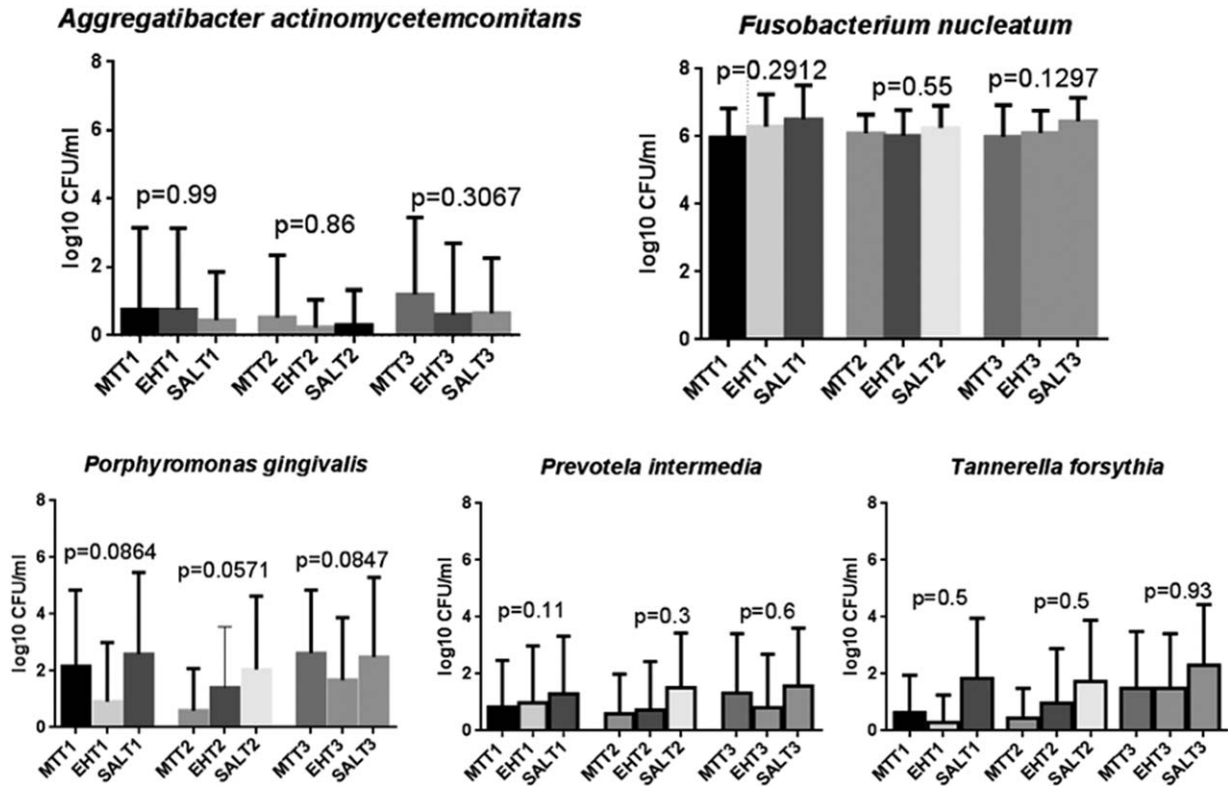 Aggregatibacter actinomycetemcomitans
8
6
4
2
0
log10 CFU/ml
p=0.99
p=0.86
p=0.3067
MTT1 EHT1 SALT1 MTT2 EHT2 SALT2 MTT3 EHT3 SALT3
Fusobacterium nucleatum
8
6
4
2
0
log10 CFU/ml
p=0.2912
p=0.55
p=0.1297
MTT1 EHT1 SALT1 MTT2 EHT2 SALT2 MTT3 EHT3 SALT3
Porphyromonas gingivalis
8
6
4
2
0
log10 CFU/ml
p=0.0864
p=0.0571
p=0.0847
MTT1 EHT1 SALT1 MTT2 EHT2 SALT2 MTT3 EHT3 SALT3
Prevotela intermedia
8
6
4
2
0
log10 CFU/ml
p=0.11
p=0.3
p=0.6
MTT1 EHT1 SALT1 MTT2 EHT2 SALT2 MTT3 EHT3 SALT3
Tannerella forsythia
8
6
4
2
0
log10 CFU/ml
p=0.5
p=0.5
p=0.93
MTT1 EHT1 SALT1 MTT2 EHT2 SALT2 MTT3 EHT3 SALT3